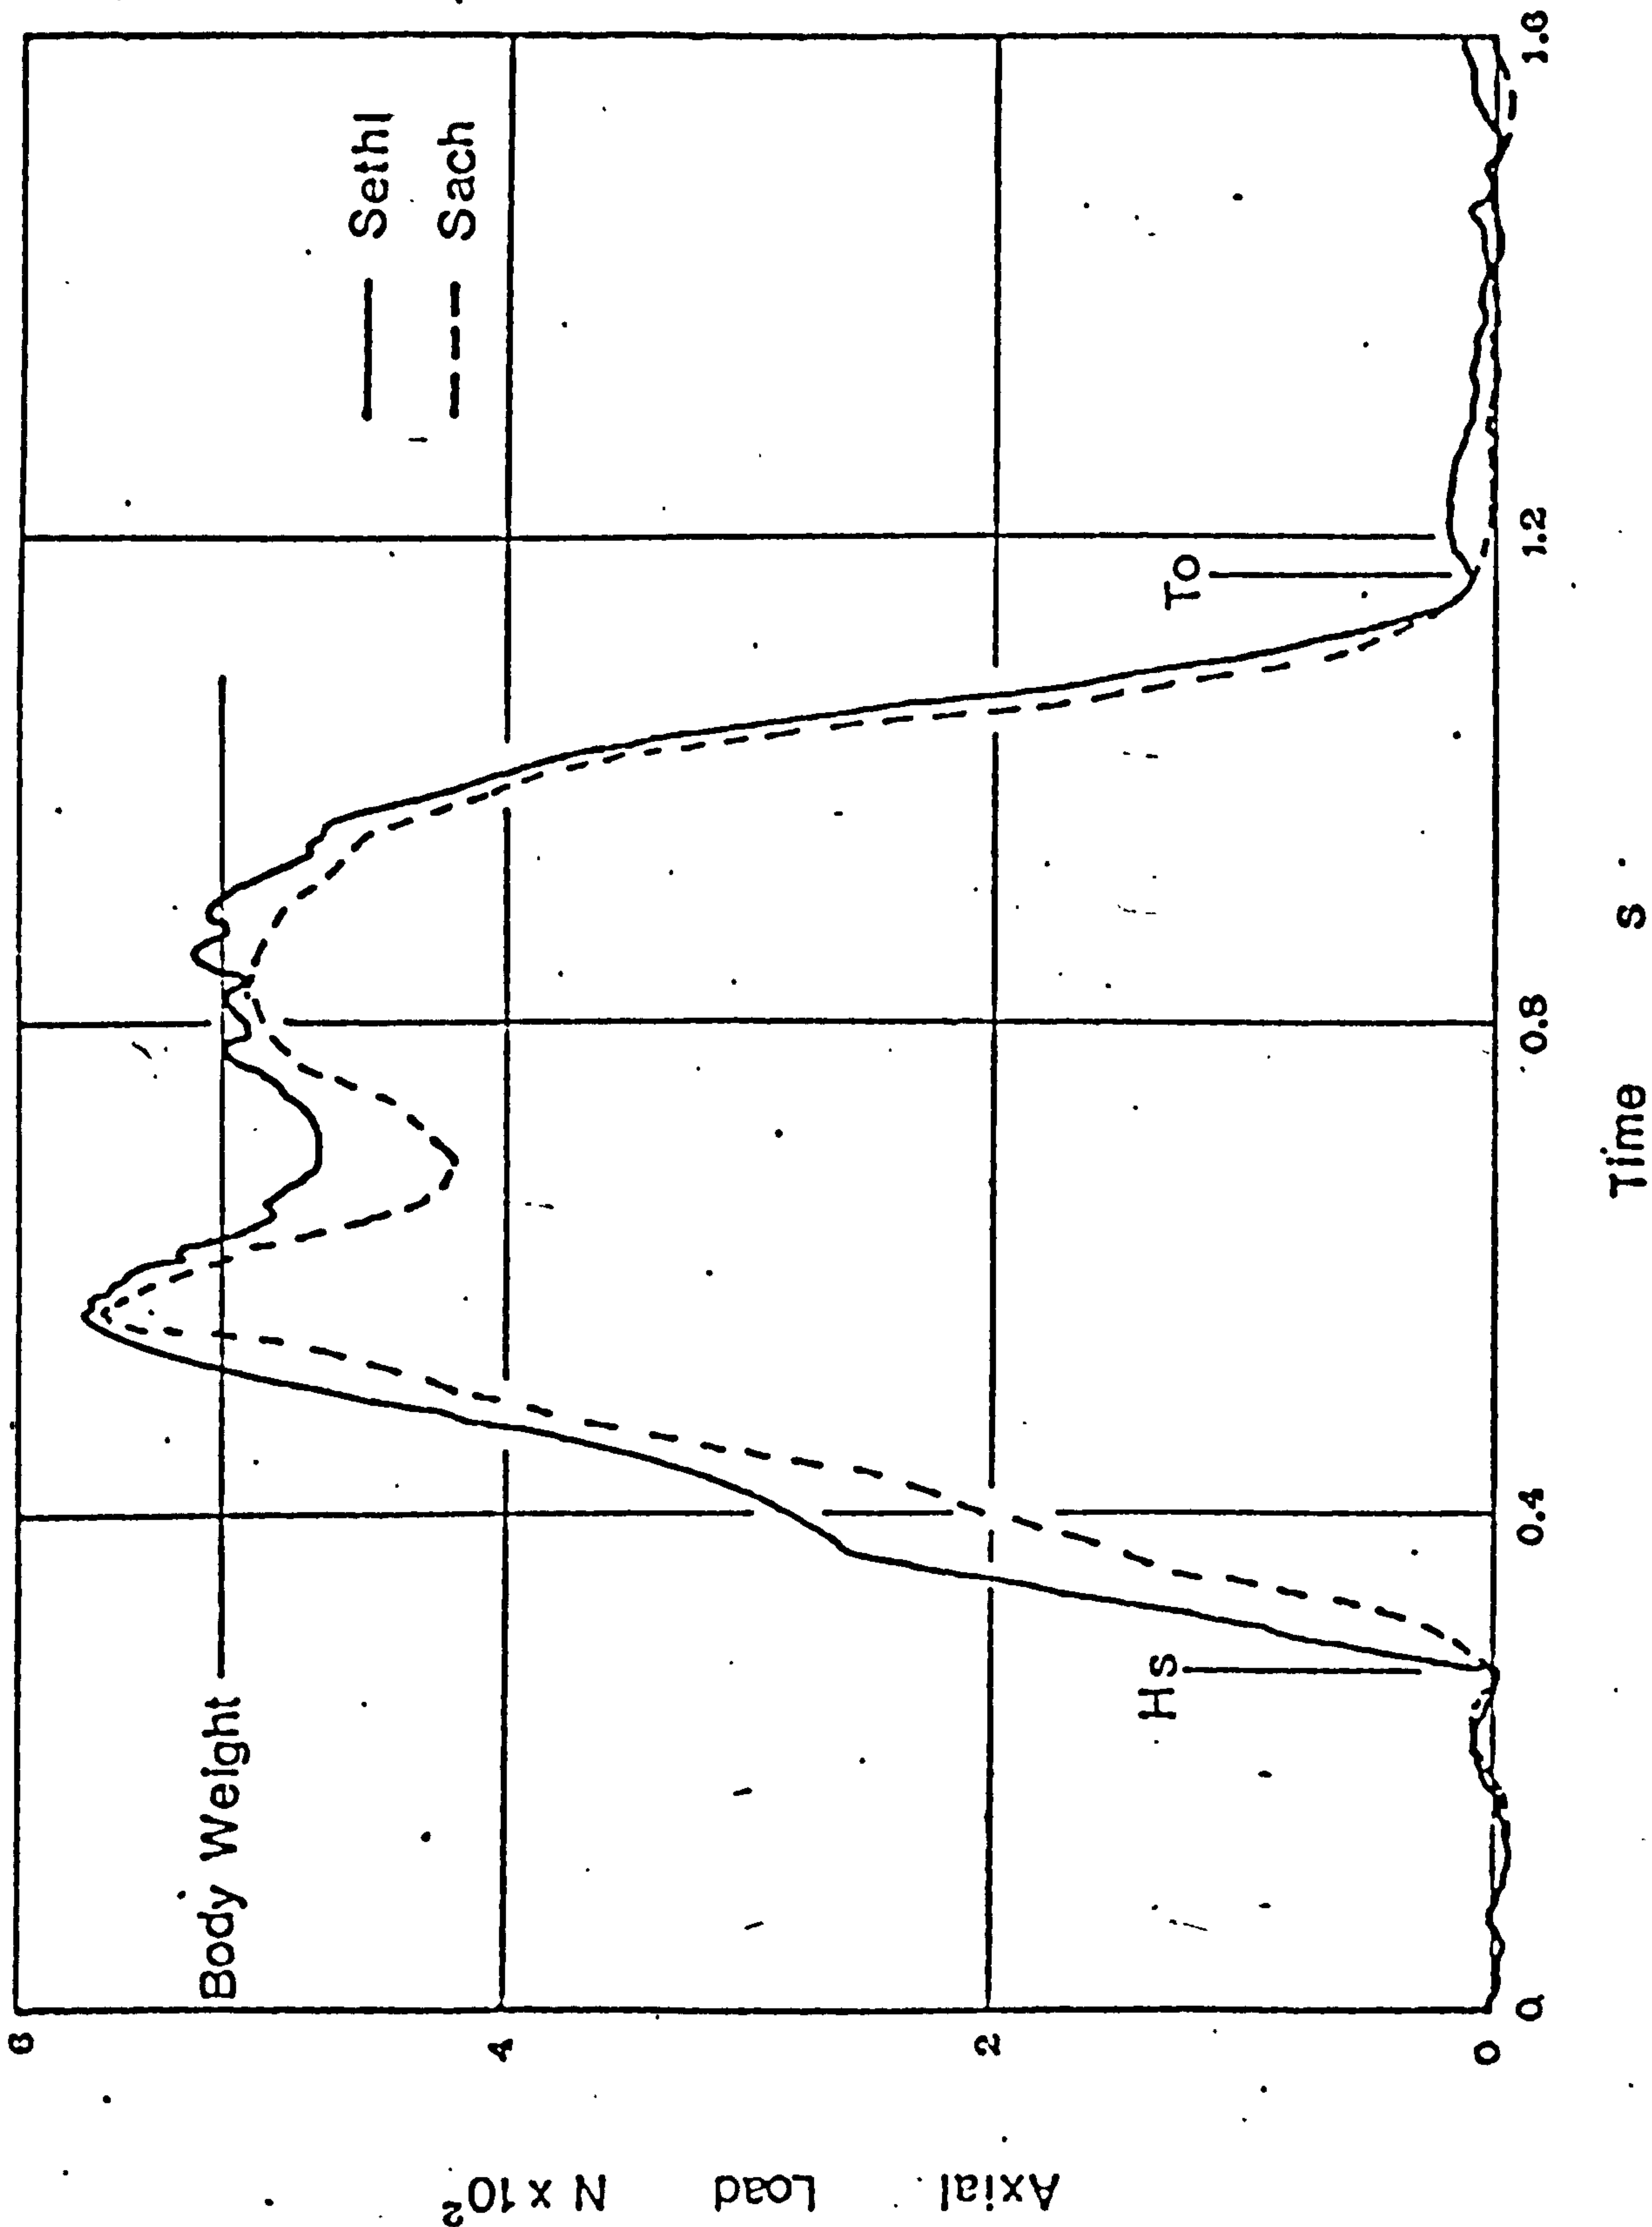 Axial Load N x 10²
6
4
2
0
Body Weight
Sethi
Sach
Hs
To
0
0.4
0.8
1.2
1.6
Time s